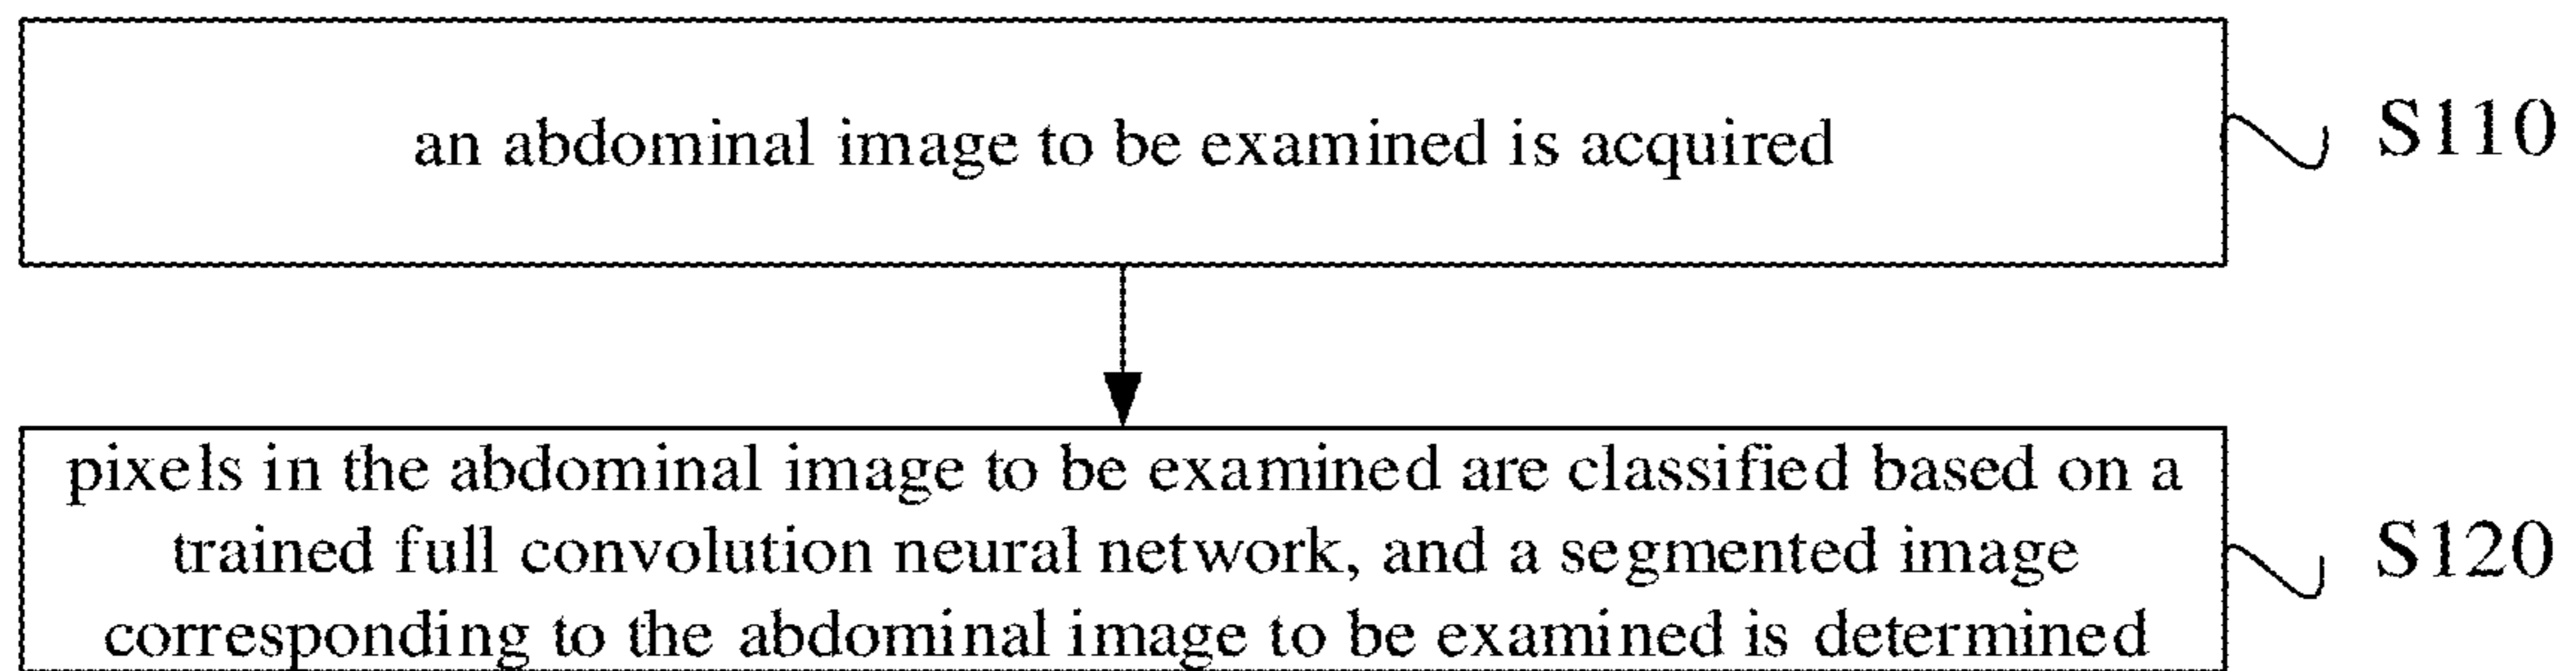 an abdominal image to be examined is acquired
S110
pixels in the abdominal image to be examined are classified based on a
trained full convolution neural network, and a segmented image
corresponding to the abdominal image to be examined is determined
S120